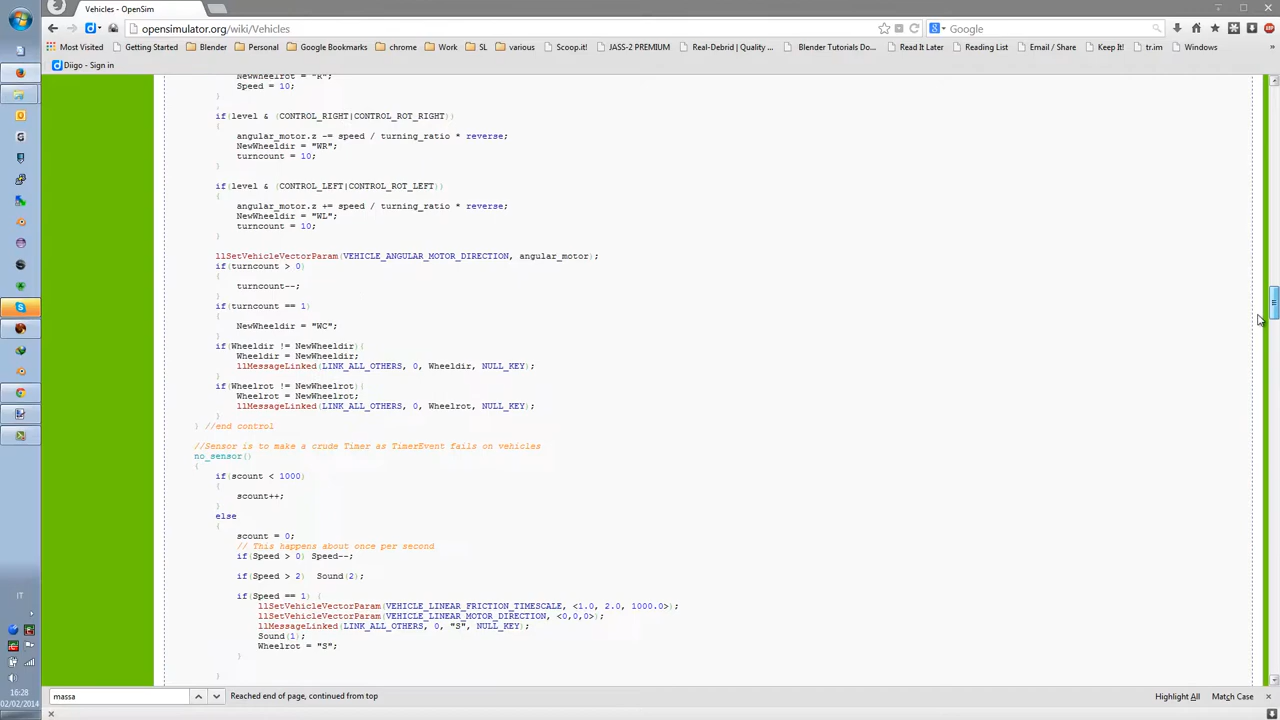 Vehicles - OpenSim
opensimulator.org/wiki/Vehicles
Google
Most Visited Getting Started Blender Personal Google Bookmarks chrome Work SL various Scoop.it! JASS-2 PREMIUM Real-Debrid | Quality ... Blender Tutorials Do... Read It Later Reading List Email / Share Keep It! tr.im Windows
Diigo - Sign in
NewWheelrot = "R";
Speed = 10;
}
if(level & (CONTROL_RIGHT|CONTROL_ROT_RIGHT))
{
angular_motor.z -= speed / turning_ratio * reverse;
NewWheeldir = "WR";
turncount = 10;
}
if(level & (CONTROL_LEFT|CONTROL_ROT_LEFT))
{
angular_motor.z += speed / turning_ratio * reverse;
NewWheeldir = "WL";
turncount = 10;
}
llSetVehicleVectorParam(VEHICLE_ANGULAR_MOTOR_DIRECTION, angular_motor);
if(turncount > 0)
{
turncount--;
}
if(turncount == 1)
{
NewWheeldir = "WC";
}
if(Wheeldir != NewWheeldir){
Wheeldir = NewWheeldir;
llMessageLinked(LINK_ALL_OTHERS, 0, Wheeldir, NULL_KEY);
}
if(Wheelrot != NewWheelrot){
Wheelrot = NewWheelrot;
llMessageLinked(LINK_ALL_OTHERS, 0, Wheelrot, NULL_KEY);
}
} //end control
//Sensor is to make a crude Timer as TimerEvent fails on vehicles
no_sensor()
{
if(scount < 1000)
{
scount++;
}
else
{
scount = 0;
// This happens about once per second
if(Speed > 0) Speed--;
if(Speed > 2) Sound(2);
if(Speed == 1) {
llSetVehicleVectorParam(VEHICLE_LINEAR_FRICTION_TIMESCALE, <1.0, 2.0, 1000.0>);
llSetVehicleVectorParam(VEHICLE_LINEAR_MOTOR_DIRECTION, <0,0,0>);
llMessageLinked(LINK_ALL_OTHERS, 0, "S", NULL_KEY);
Sound(1);
Wheelrot = "S";
}
}
massa Reached end of page, continued from top Highlight All Match Case
IT
16:28
02/02/2014